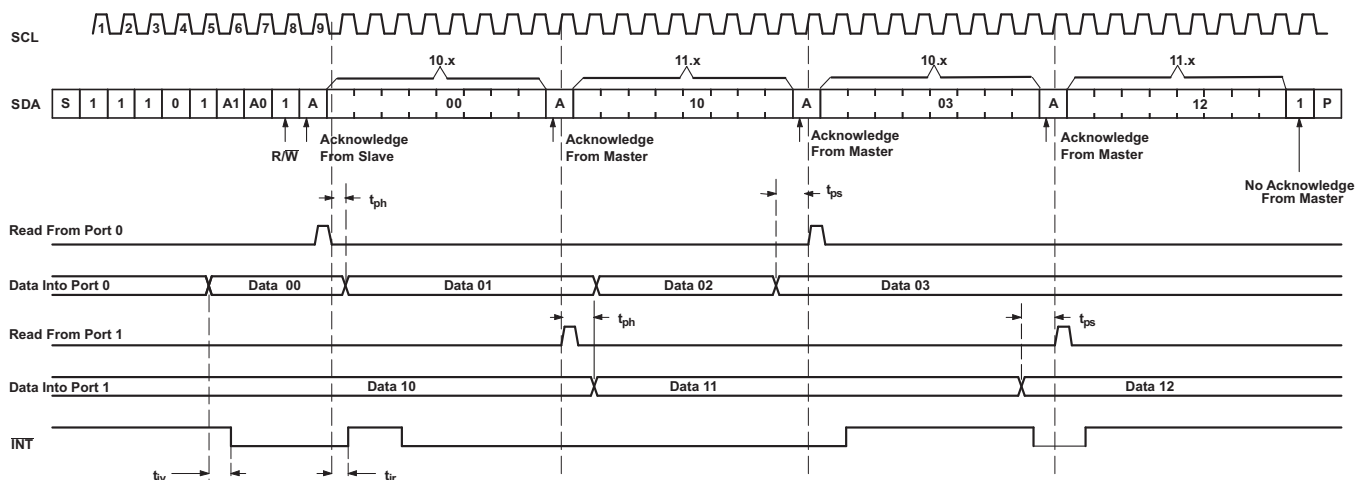 SCL 1 2 3 4 5 6 7 8 9
10.x 11.x 10.x 11.x
SDA S 1 1 1 0 1 A1 A0 1 A 00 A 10 A 03 A 12 1 P
R/W
Acknowledge
From Slave
Acknowledge
From Master
Acknowledge
From Master
Acknowledge
From Master
No Acknowledge
From Master
tph
tps
Read From Port 0
Data Into Port 0 Data 00 Data 01 Data 02 Data 03
tph
tps
Read From Port 1
Data Into Port 1 Data 10 Data 11 Data 12
INT
tiv
tir